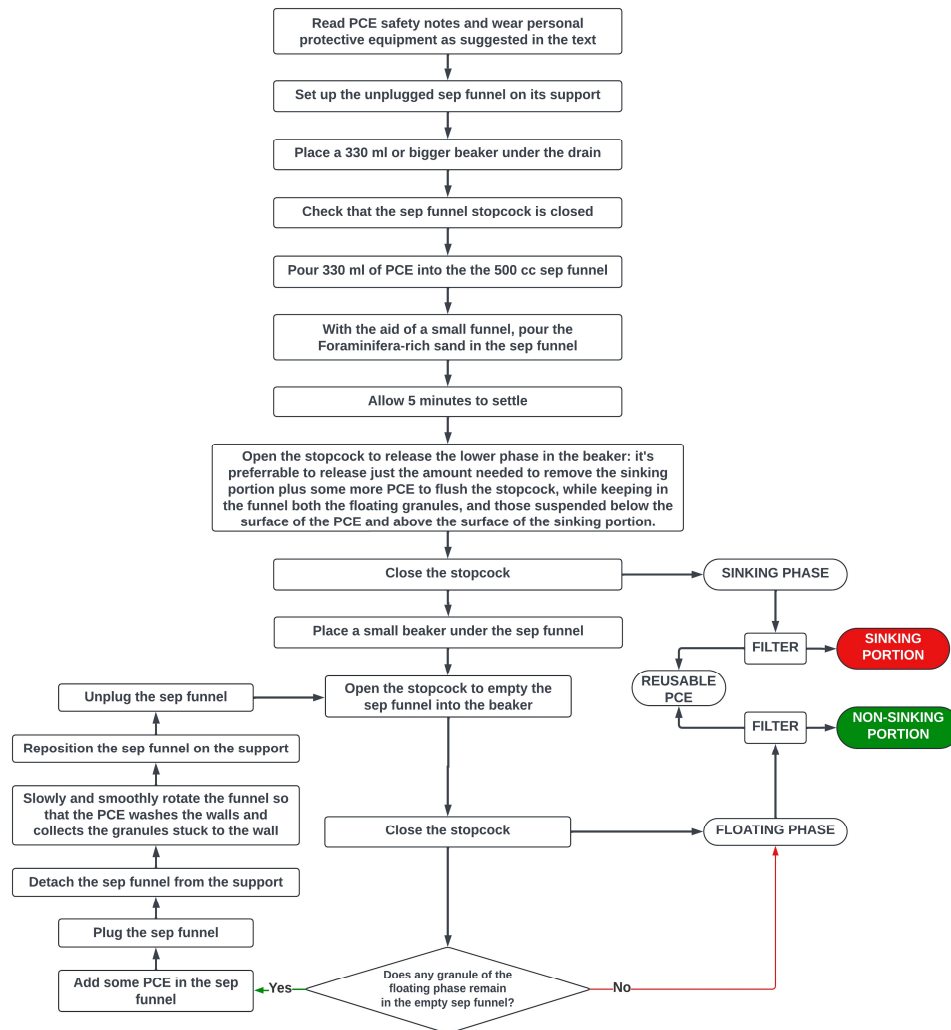 Read PCE safety notes and wear personal
protective equipment as suggested in the text
Set up the unplugged sep funnel on its support
Place a 330 ml or bigger beaker under the drain
Check that the sep funnel stopcock is closed
Pour 330 ml of PCE into the the 500 cc sep funnel
With the aid of a small funnel, pour the
Foraminifera-rich sand in the sep funnel
Allow 5 minutes to settle
Open the stopcock to release the lower phase in the beaker: it's
preferrable to release just the amount needed to remove the sinking
portion plus some more PCE to flush the stopcock, while keeping in
the funnel both the floating granules, and those suspended below the
surface of the PCE and above the surface of the sinking portion.
Close the stopcock
SINKING PHASE
Place a small beaker under the sep funnel
FILTER
SINKING
PORTION
REUSABLE
PCE
Unplug the sep funnel
Open the stopcock to empty the
sep funnel into the beaker
FILTER
NON-SINKING
PORTION
Reposition the sep funnel on the support
Slowly and smoothly rotate the funnel so
that the PCE washes the walls and
collects the granules stuck to the wall
Close the stopcock
FLOATING PHASE
Detach the sep funnel from the support
Plug the sep funnel
Add some PCE in the sep
funnel
Yes
Does any granule of the
floating phase remain
in the empty sep funnel?
No